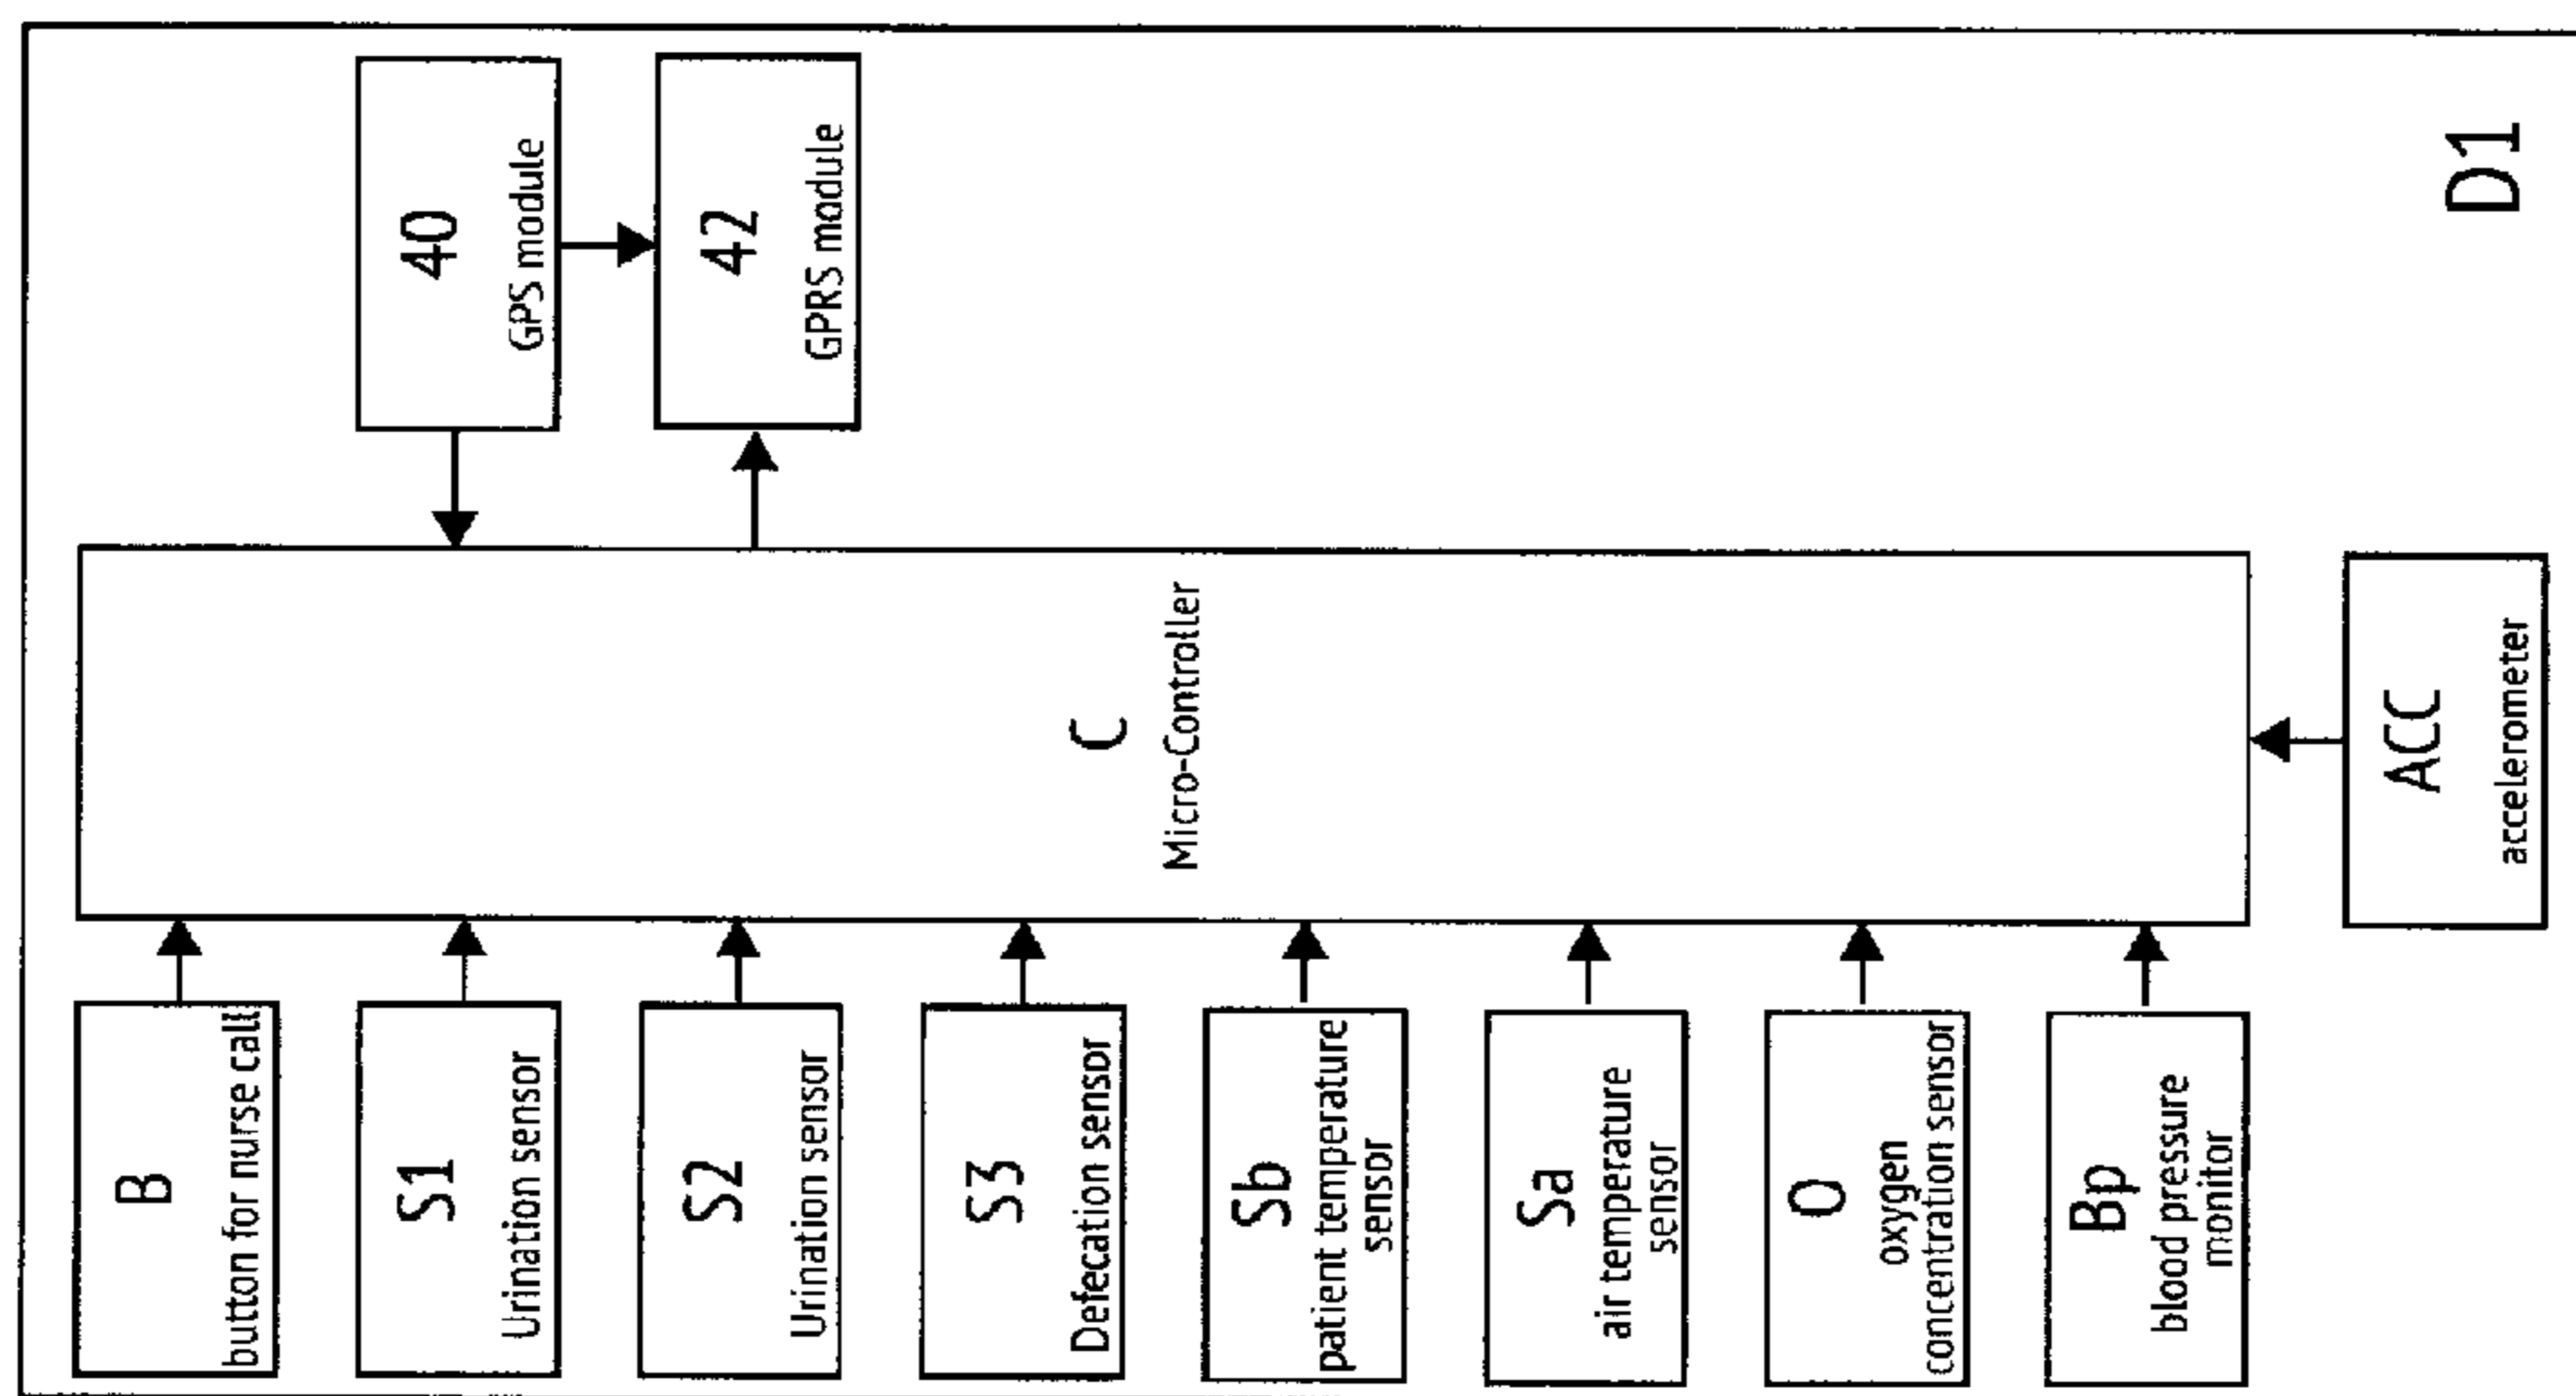 B
button for nurse call
S1
Urination sensor
S2
Urination sensor
S3
Defecation sensor
Sb
patient temperature
sensor
Sa
air temperature
sensor
O
oxygen
concentration sensor
Bp
blood pressure
monitor
C
Micro-Controller
ACC
accelerometer
40
GPS module
42
GPRS module
D1